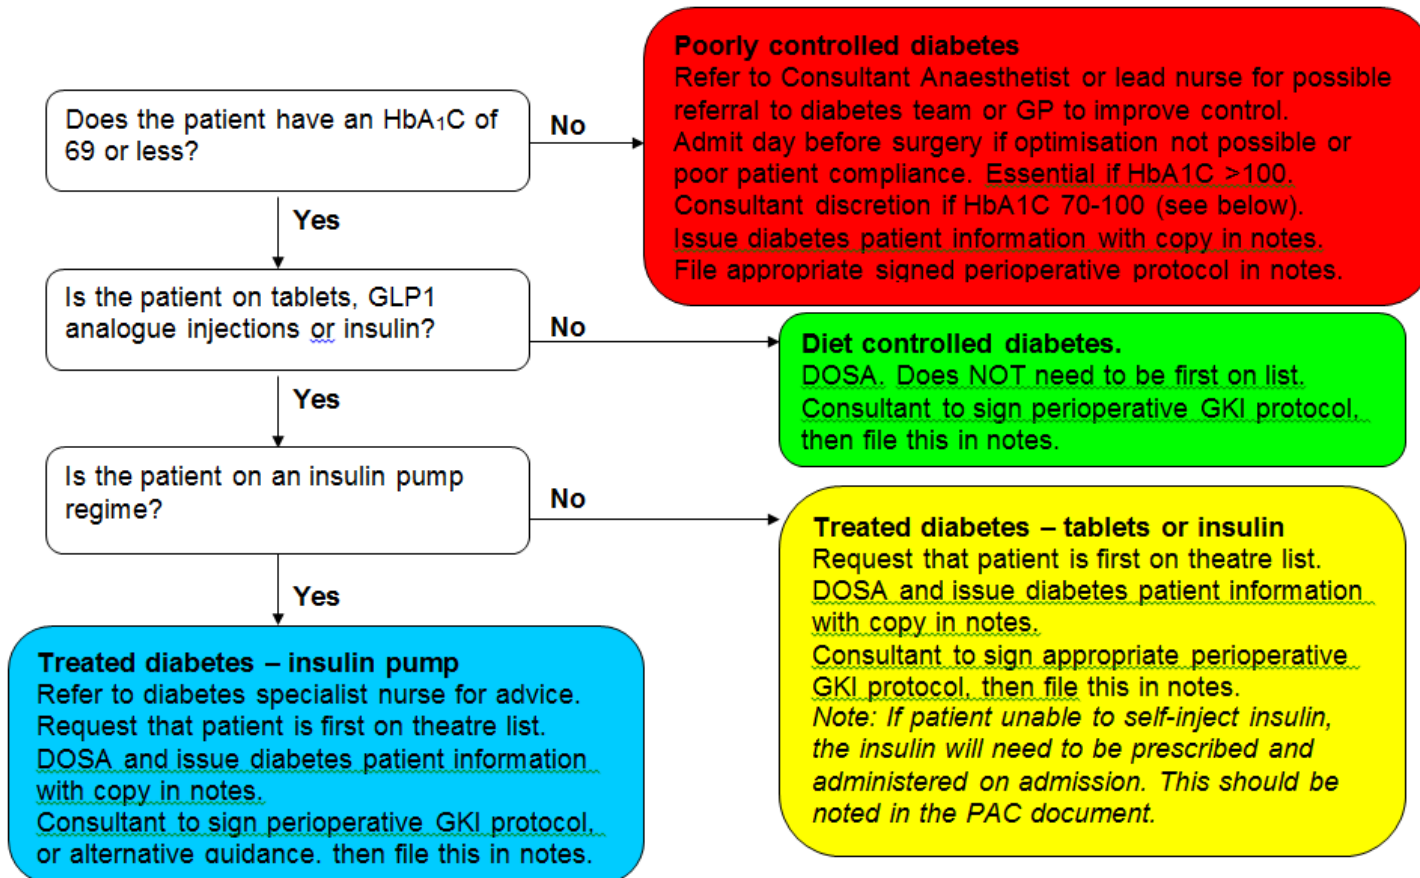 Does the patient have an HbA₁C of
69 or less?
No
Poorly controlled diabetes
Refer to Consultant Anaesthetist or lead nurse for possible
referral to diabetes team or GP to improve control.
Admit day before surgery if optimisation not possible or
poor patient compliance. Essential if HbA1C >100.
Consultant discretion if HbA1C 70-100 (see below).
Issue diabetes patient information with copy in notes.
File appropriate signed perioperative protocol in notes.
Yes
Is the patient on tablets, GLP1
analogue injections or insulin?
No
Diet controlled diabetes.
DOSA. Does NOT need to be first on list.
Consultant to sign perioperative GKI protocol,
then file this in notes.
Yes
Is the patient on an insulin pump
regime?
No
Treated diabetes – tablets or insulin
Request that patient is first on theatre list.
DOSA and issue diabetes patient information
with copy in notes.
Consultant to sign appropriate perioperative
GKI protocol, then file this in notes.
Note: If patient unable to self-inject insulin,
the insulin will need to be prescribed and
administered on admission. This should be
noted in the PAC document.
Yes
Treated diabetes – insulin pump
Refer to diabetes specialist nurse for advice.
Request that patient is first on theatre list.
DOSA and issue diabetes patient information
with copy in notes.
Consultant to sign perioperative GKI protocol,
or alternative guidance, then file this in notes.